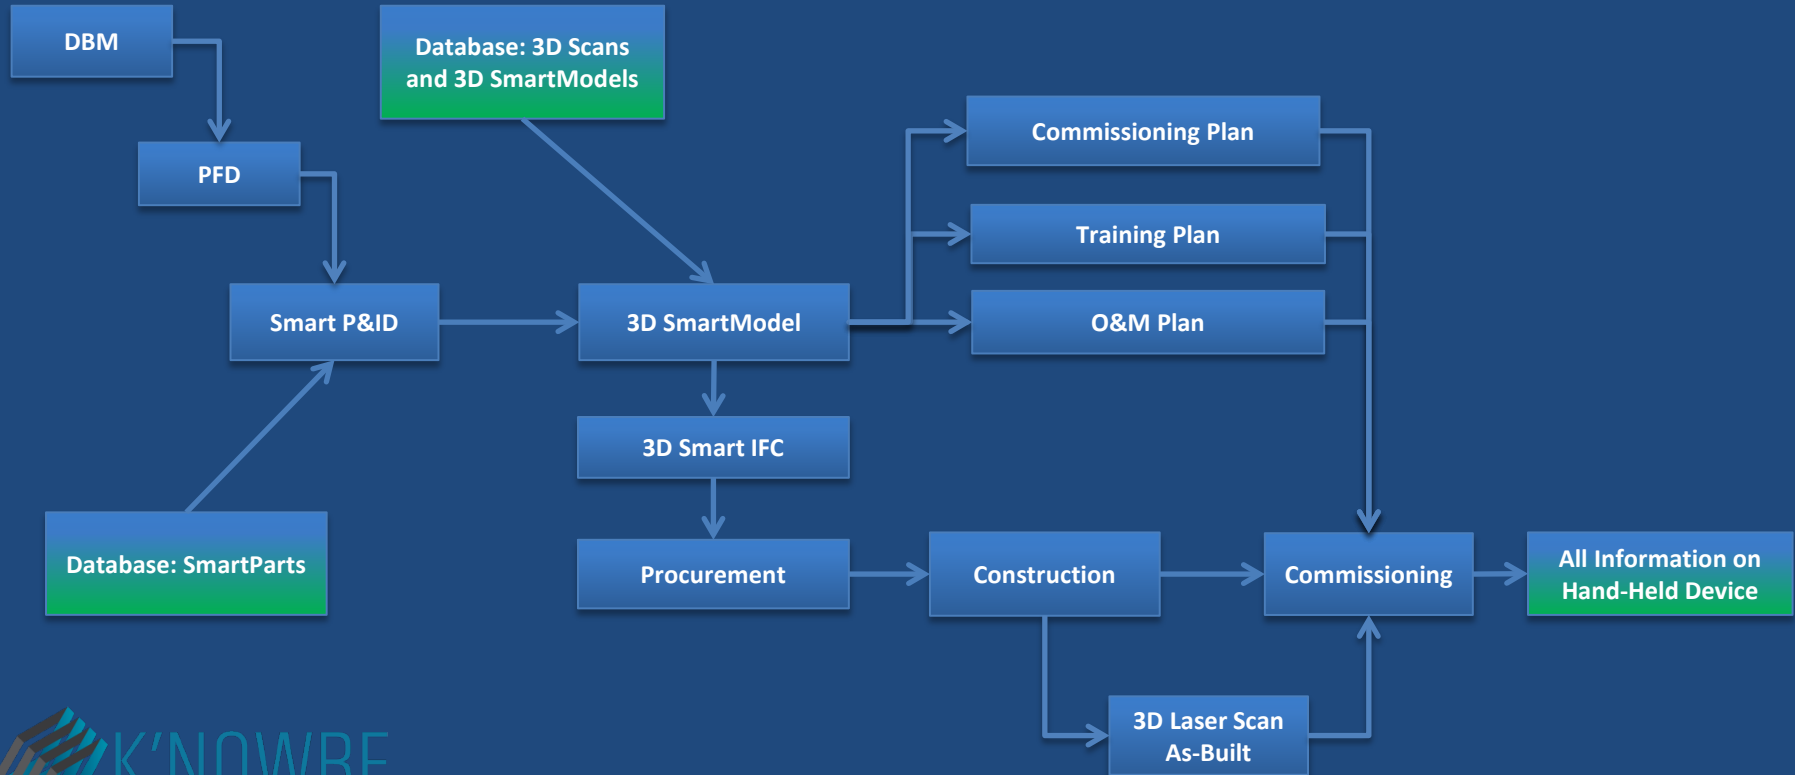 DBM
Database: 3D Scans
and 3D SmartModels
Commissioning Plan
PFD
Training Plan
Smart P&ID
3D SmartModel
O&M Plan
3D Smart IFC
Database: SmartParts
Procurement
Construction
Commissioning
All Information on
Hand-Held Device
3D Laser Scan
As-Built